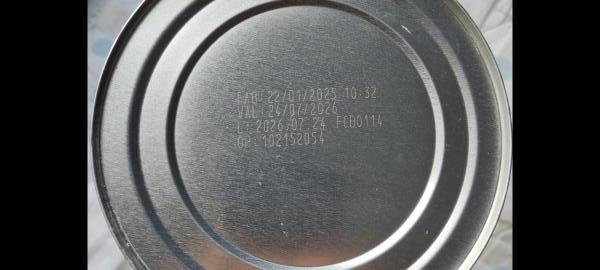 FAB: 22/01/2025 10:32
VAL: 24/07/2026
L: 2026.07.24 FCB0114
OP: 102152054